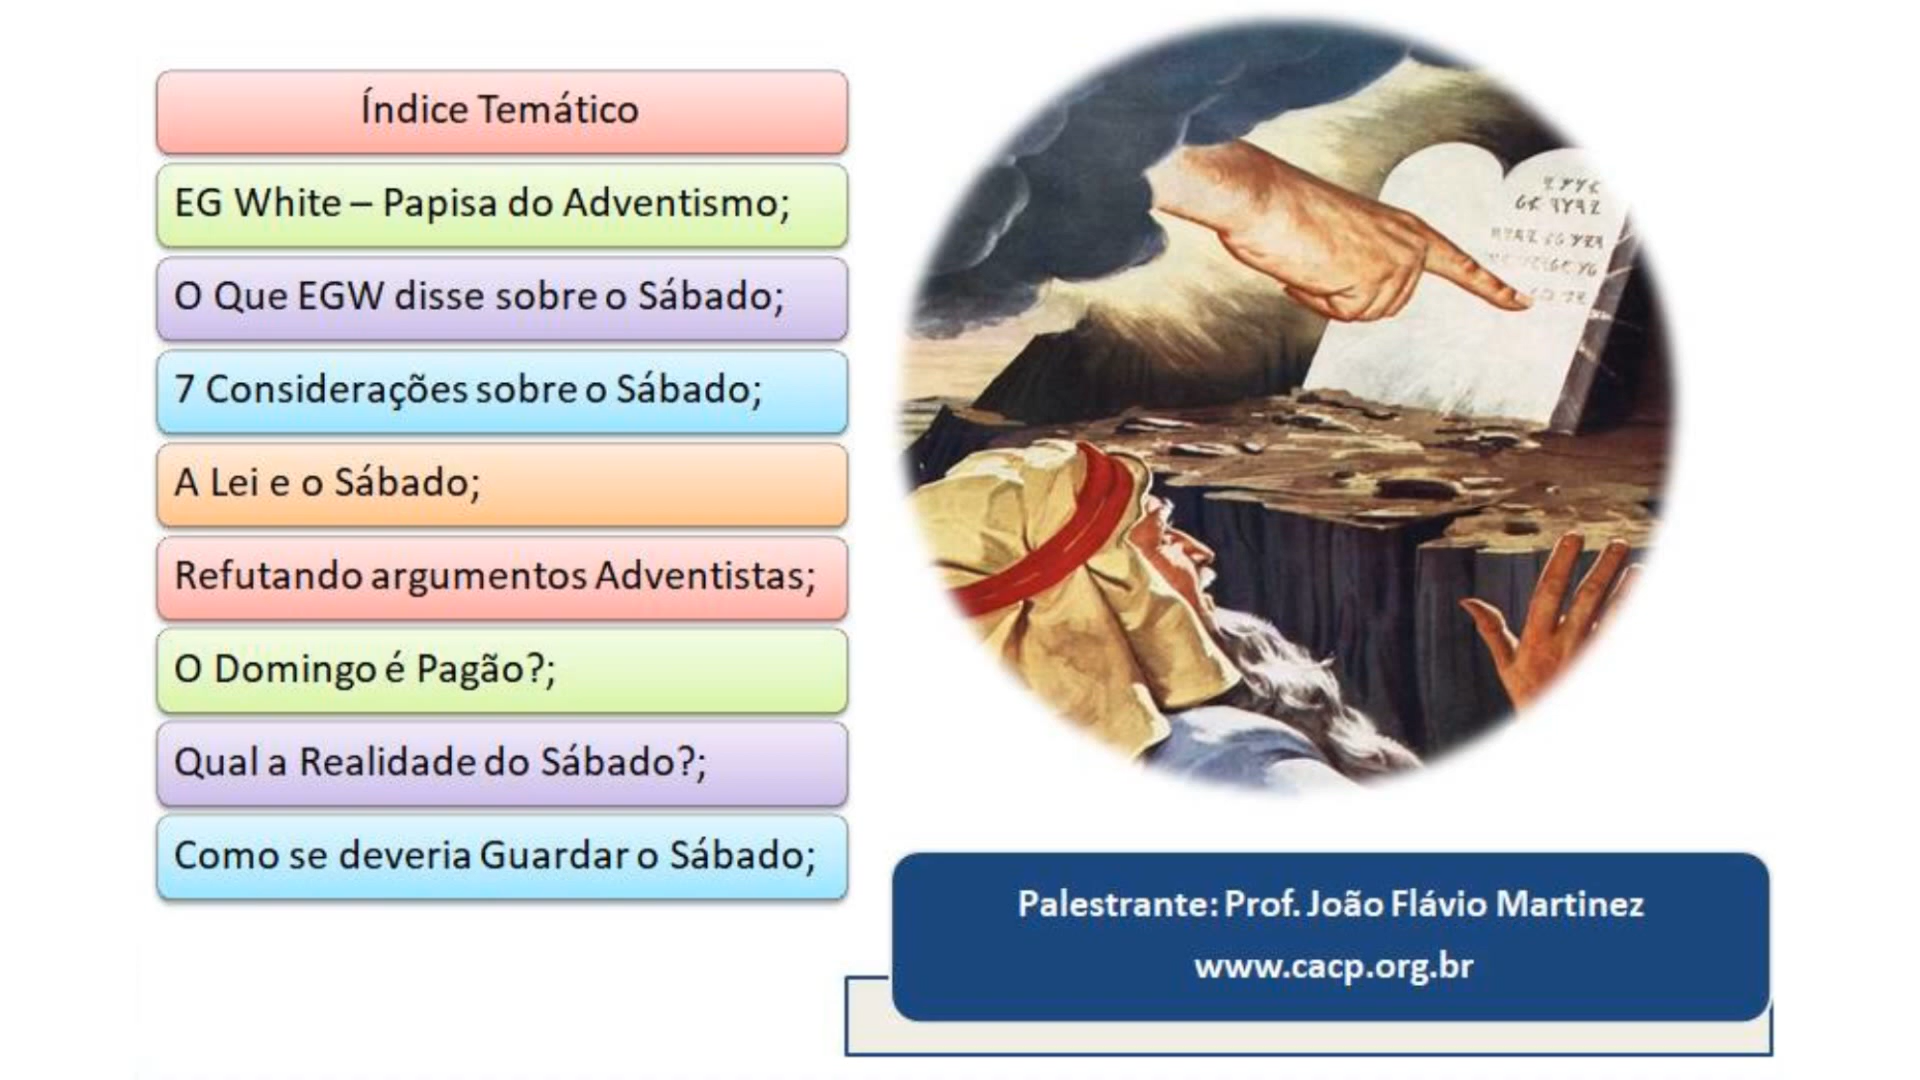 Índice Temático
EG White – Papisa do Adventismo;
O Que EGW disse sobre o Sábado;
7 Considerações sobre o Sábado;
A Lei e o Sábado;
Refutando argumentos Adventistas;
O Domingo é Pagão?;
Qual a Realidade do Sábado?;
Como se deveria Guardar o Sábado;
Palestrante: Prof. João Flávio Martinez
www.cacp.org.br